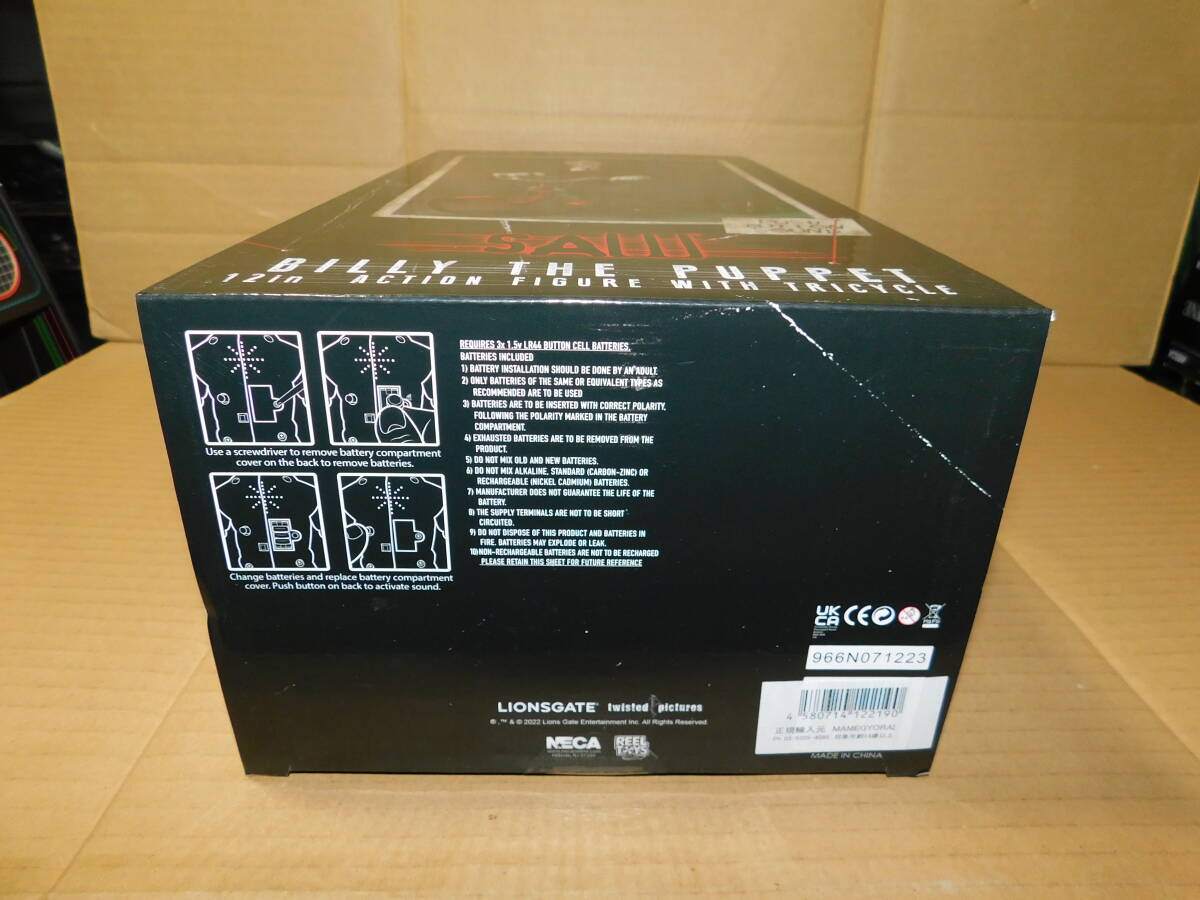 SAW
BILLY THE PUPPET
12in ACTION FIGURE WITH TRICYCLE
Use a screwdriver to remove battery compartment
cover on the back to remove batteries.
Change batteries and replace battery compartment
cover. Push button on back to activate sound.
REQUIRES 3x 1.5v LR44 BUTTON CELL BATTERIES.
BATTERIES INCLUDED
1) BATTERY INSTALLATION SHOULD BE DONE BY AN ADULT.
2) ONLY BATTERIES OF THE SAME OR EQUIVALENT TYPES AS
RECOMMENDED ARE TO BE USED
3) BATTERIES ARE TO BE INSERTED WITH CORRECT POLARITY.
FOLLOWING THE POLARITY MARKED IN THE BATTERY
COMPARTMENT.
4) EXHAUSTED BATTERIES ARE TO BE REMOVED FROM THE
PRODUCT.
5) DO NOT MIX OLD AND NEW BATTERIES.
6) DO NOT MIX ALKALINE, STANDARD (CARBON-ZINC) OR
RECHARGEABLE (NICKEL CADMIUM) BATTERIES.
7) MANUFACTURER DOES NOT GUARANTEE THE LIFE OF THE
BATTERY.
8) THE SUPPLY TERMINALS ARE NOT TO BE SHORT
CIRCUITED.
9) DO NOT DISPOSE OF THIS PRODUCT AND BATTERIES IN
FIRE. BATTERIES MAY EXPLODE OR LEAK.
10) NON-RECHARGEABLE BATTERIES ARE NOT TO BE RECHARGED
PLEASE RETAIN THIS SHEET FOR FUTURE REFERENCE
UK
CA CE
966N071223
4 580714 122190
正規輸入元 MAMEGYORAI
MADE IN CHINA
LIONSGATE twisted pictures
®, ™ & © 2022 Lions Gate Entertainment Inc. All Rights Reserved.
NECA REEL TOYS